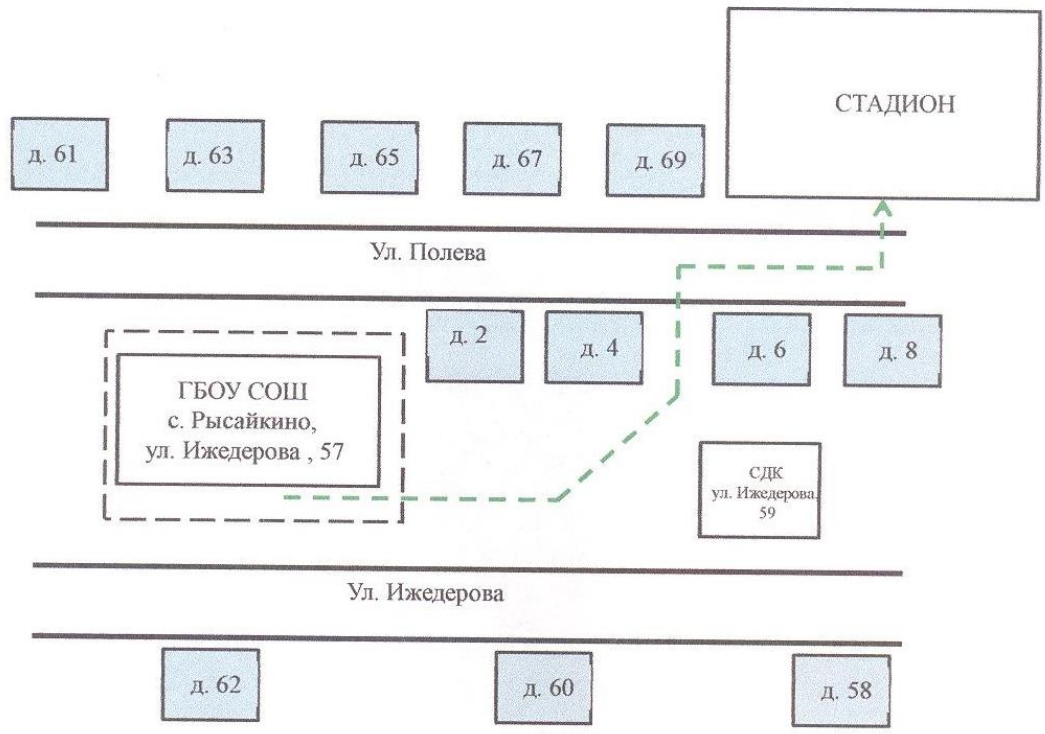 СТАДИОН
д. 61
д. 63
д. 65
д. 67
д. 69
Ул. Полева
д. 2
д. 4
д. 6
д. 8
ГБОУ СОШ
с. Рысайкино,
ул. Ижедерова , 57
СДК
ул. Ижедерова,
59
Ул. Ижедерова
д. 62
д. 60
д. 58